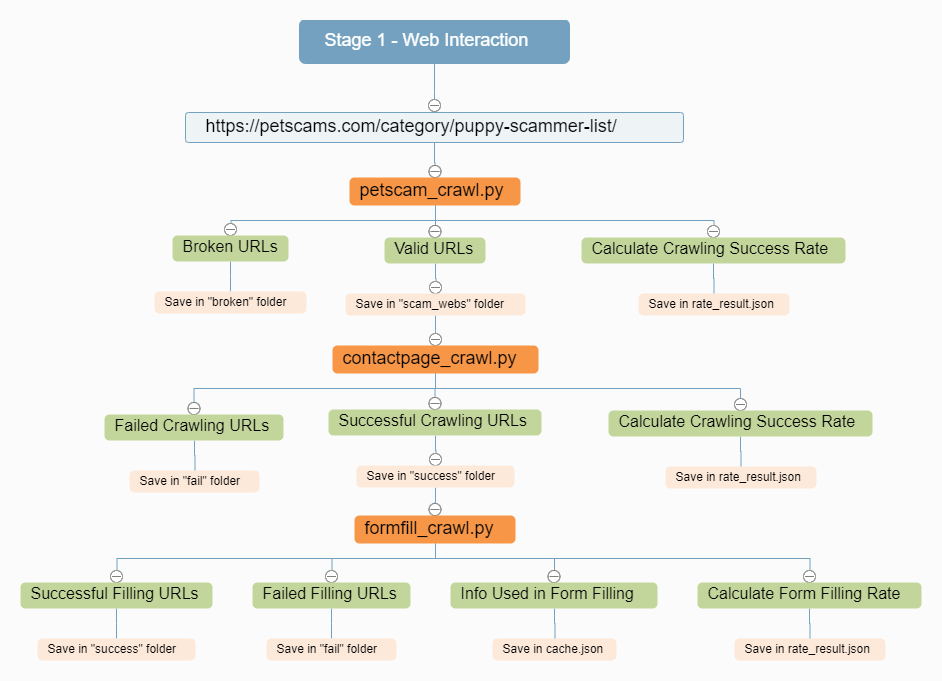 Stage 1 - Web Interaction
https://petscams.com/category/puppy-scammer-list/
petscam_crawl.py
Broken URLs
Valid URLs
Calculate Crawling Success Rate
Save in "broken" folder
Save in "scam_webs" folder
Save in rate_result.json
contactpage_crawl.py
Failed Crawling URLs
Successful Crawling URLs
Calculate Crawling Success Rate
Save in "fail" folder
Save in "success" folder
Save in rate_result.json
formfill_crawl.py
Successful Filling URLs
Failed Filling URLs
Info Used in Form Filling
Calculate Form Filling Rate
Save in "success" folder
Save in "fail" folder
Save in cache.json
Save in rate_result.json